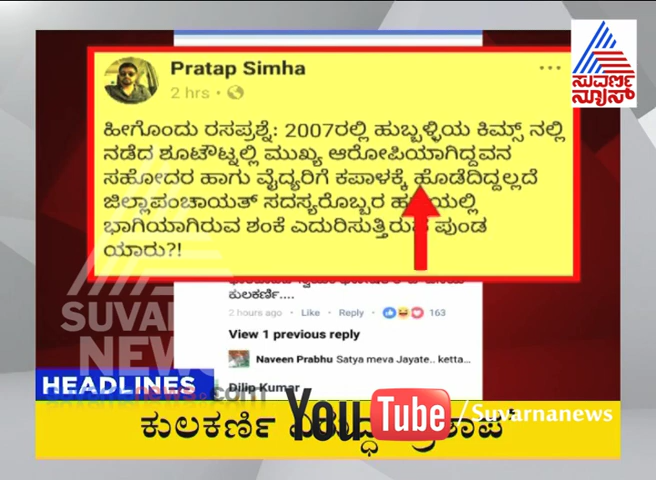 ಸುವರ್ಣ
ನ್ಯೂಸ್
Pratap Simha
2 hrs
ಹೀಗೊಂದು ರಸಪ್ರಶ್ನೆ: 2007ರಲ್ಲಿ ಹುಬ್ಬಳ್ಳಿಯ ಕಿಮ್ಸ್ ನಲ್ಲಿ
ನಡೆದ ಶೂಟೌಟ್ನಲ್ಲಿ ಮುಖ್ಯ ಆರೋಪಿಯಾಗಿದ್ದವನ
ಸಹೋದರ ಹಾಗು ವೈದ್ಯರಿಗೆ ಕಪಾಳಕ್ಕೆ ಹೊಡೆದಿದ್ದಲ್ಲದೆ
ಜಿಲ್ಲಾಪಂಚಾಯತ್ ಸದಸ್ಯರೊಬ್ಬರ
ಭಾಗಿಯಾಗಿರುವ ಶಂಕೆ ಎದುರಿಸುತ್ತಿರುವ ಪುಂಡ
ಯಾರು?!
ಕುಲಕರ್ಣಿ....
2 hours ago · Like · Reply · 163
View 1 previous reply
Naveen Prabhu Satya meva Jayate.. ketta...
Dilip Kumar
SUVARNA
NEWS
HEADLINES
YouTube /Suvarnanews
ಕುಲಕರ್ಣಿ